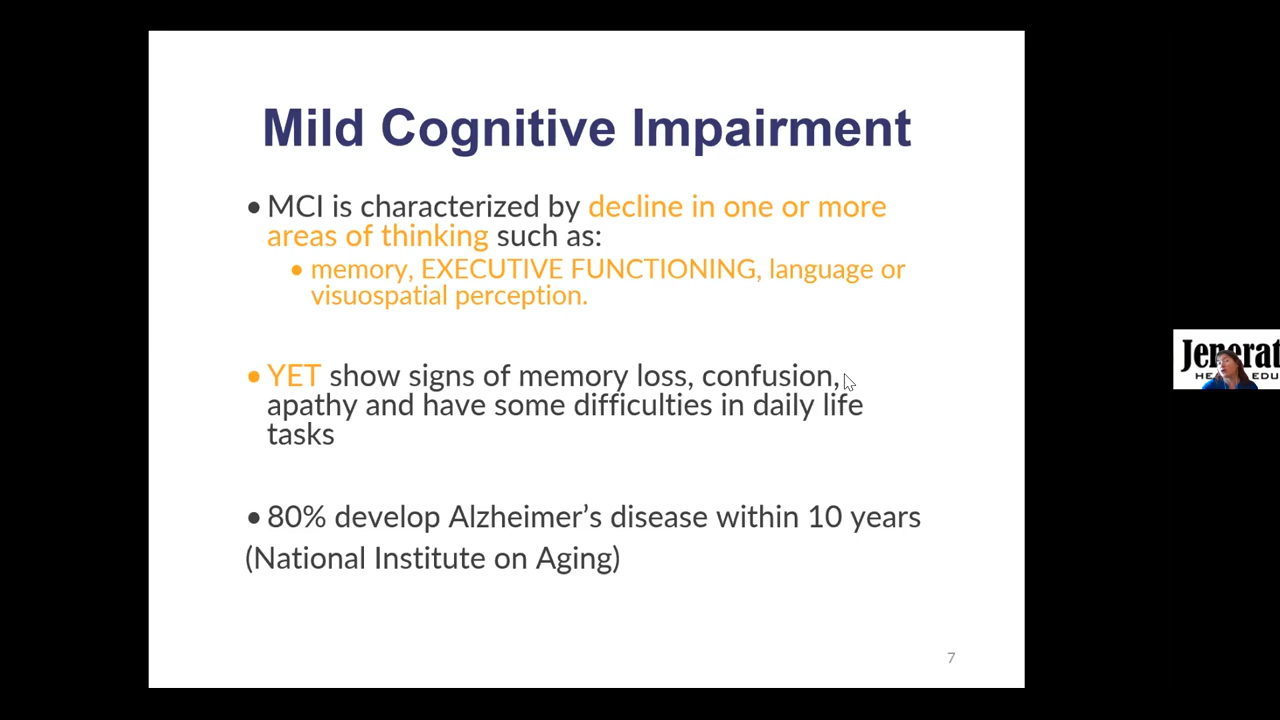 Mild Cognitive Impairment
• MCI is characterized by decline in one or more
areas of thinking such as:
• memory, EXECUTIVE FUNCTIONING, language or
visuospatial perception.
• YET show signs of memory loss, confusion,
apathy and have some difficulties in daily life
tasks
• 80% develop Alzheimer’s disease within 10 years
(National Institute on Aging)
7